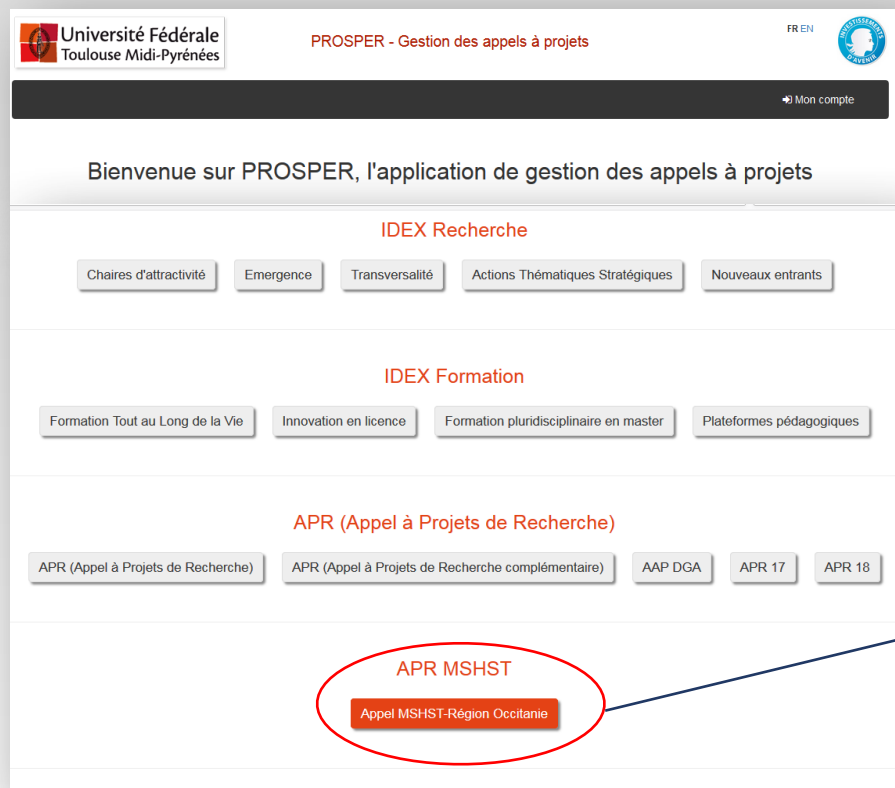 Université Fédérale
Toulouse Midi-Pyrénées
PROSPER - Gestion des appels à projets
FR EN
INVESTISSEMENTS D'AVENIR
Mon compte
Bienvenue sur PROSPER, l'application de gestion des appels à projets
IDEX Recherche
Chaires d'attractivité Emergence Transversalité Actions Thématiques Stratégiques Nouveaux entrants
IDEX Formation
Formation Tout au Long de la Vie Innovation en licence Formation pluridisciplinaire en master Plateformes pédagogiques
APR (Appel à Projets de Recherche)
APR (Appel à Projets de Recherche) APR (Appel à Projets de Recherche complémentaire) AAP DGA APR 17 APR 18
APR MSHST
Appel MSHST-Région Occitanie